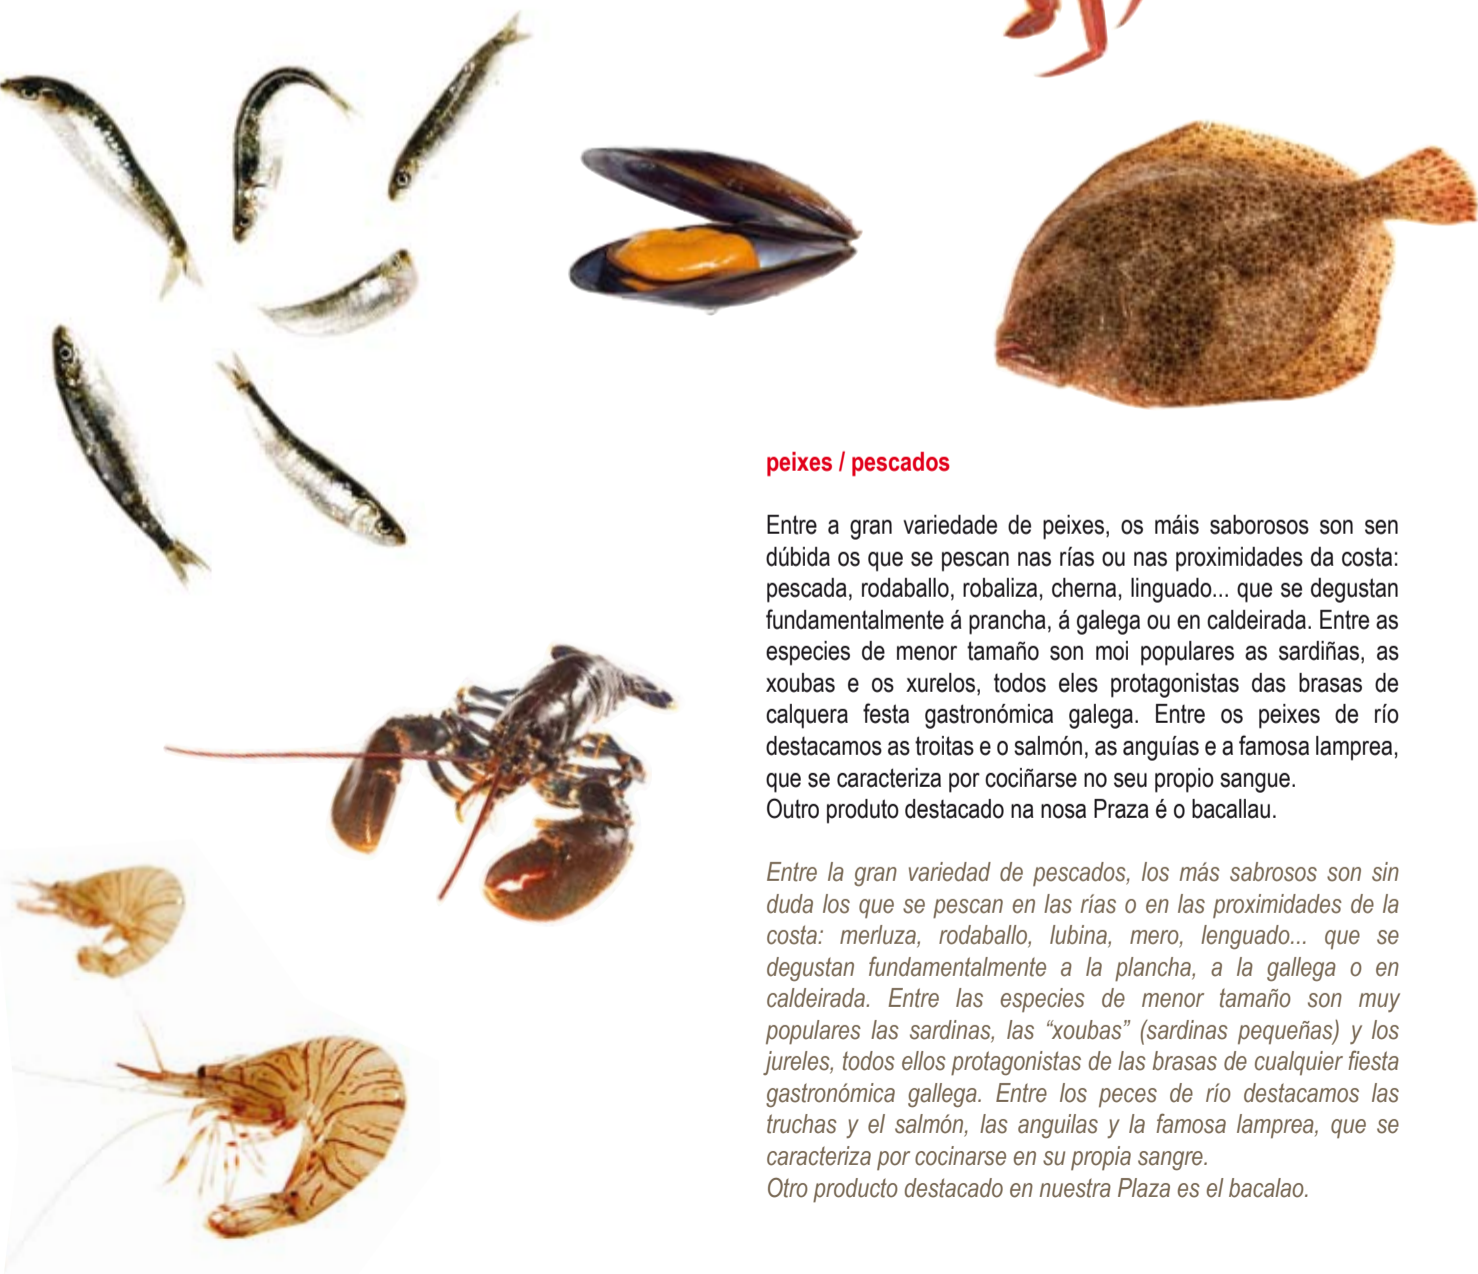 peixes / pescados
Entre a gran variedade de peixes, os máis saborosos son sen
dúbida os que se pescan nas rías ou nas proximidades da costa:
pescada, rodaballo, robaliza, cherna, linguado... que se degustan
fundamentalmente á prancha, á galega ou en caldeirada. Entre as
especies de menor tamaño son moi populares as sardiñas, as
xoubas e os xurelos, todos eles protagonistas das brasas de
calquera festa gastronómica galega. Entre os peixes de río
destacamos as troitas e o salmón, as anguías e a famosa lamprea,
que se caracteriza por cociñarse no seu propio sangue.
Outro produto destacado na nosa Praza é o bacallau.
Entre la gran variedad de pescados, los más sabrosos son sin
duda los que se pescan en las rías o en las proximidades de la
costa: merluza, rodaballo, lubina, mero, lenguado... que se
degustan fundamentalmente a la plancha, a la gallega o en
caldeirada. Entre las especies de menor tamaño son muy
populares las sardinas, las “xoubas” (sardinas pequeñas) y los
jureles, todos ellos protagonistas de las brasas de cualquier fiesta
gastronómica gallega. Entre los peces de río destacamos las
truchas y el salmón, las anguilas y la famosa lamprea, que se
caracteriza por cocinarse en su propia sangre.
Otro producto destacado en nuestra Plaza es el bacalao.